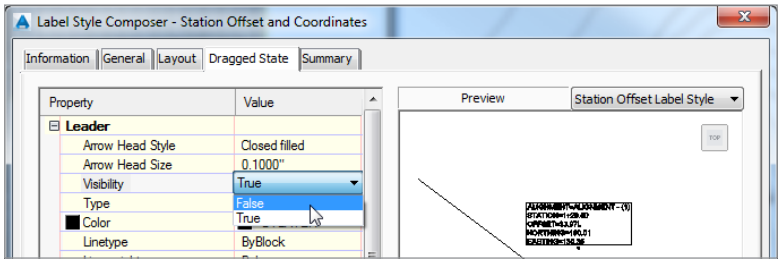 Label Style Composer - Station Offset and Coordinates
Information General Layout Dragged State Summary
Property Value
Preview Station Offset Label Style
Leader
Arrow Head Style Closed filled
Arrow Head Size 0.1000"
Visibility True
Type False
True
Color
Linetype ByBlock
TOP
ALIGNMENT=ALIGNMENT - (1)